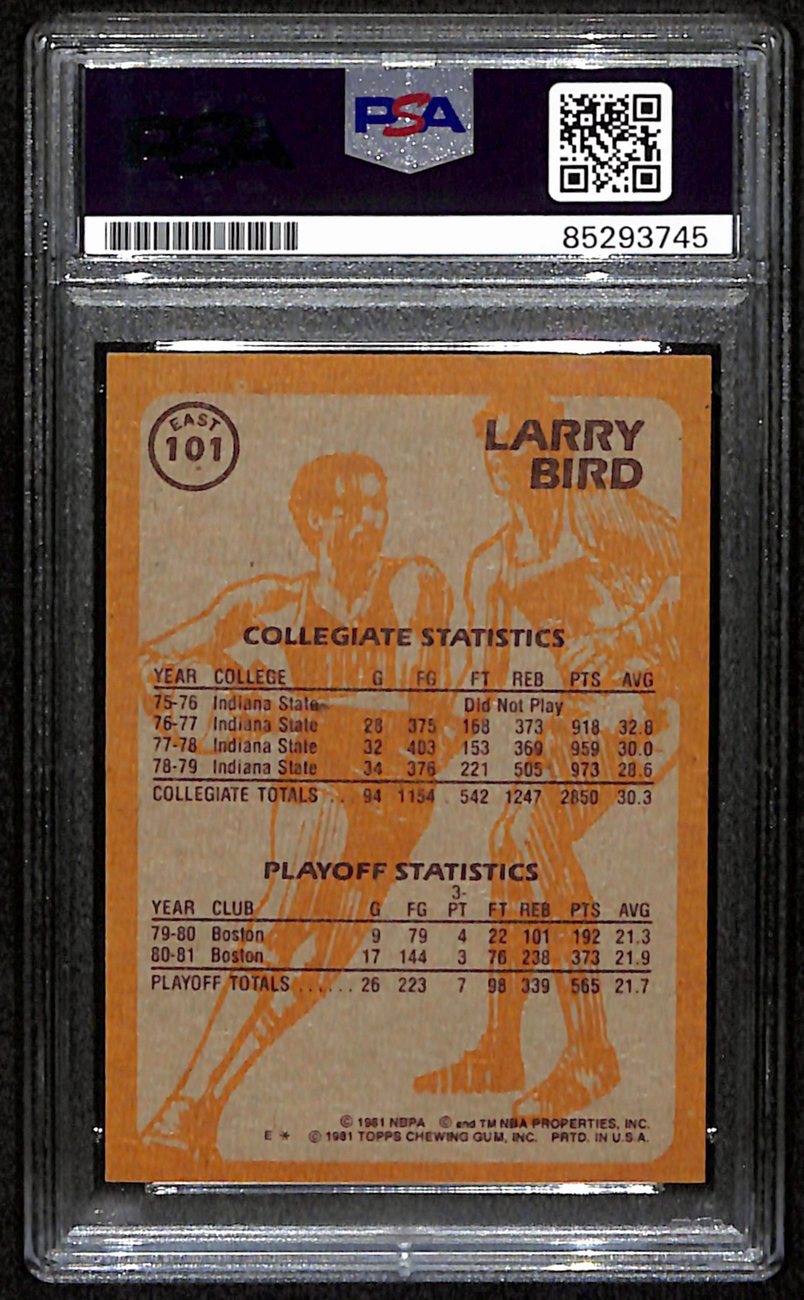 PSA
PSA
85293745
EAST
101
LARRY
BIRD
COLLEGIATE STATISTICS
YEAR COLLEGE G FG FT REB PTS AVG
75-76 Indiana State Did Not Play
76-77 Indiana State 28 375 168 373 918 32.8
77-78 Indiana State 32 403 153 369 959 30.0
78-79 Indiana State 34 376 221 505 973 28.6
COLLEGIATE TOTALS ... 94 1154 542 1247 2850 30.3
PLAYOFF STATISTICS
3-
YEAR CLUB G FG PT FT REB PTS AVG
79-80 Boston 9 79 4 22 101 192 21.3
80-81 Boston 17 144 3 76 238 373 21.9
PLAYOFF TOTALS ...... 26 223 7 98 339 565 21.7
© 1981 NBPA © and TM NBA PROPERTIES, INC.
E * © 1981 TOPPS CHEWING GUM, INC. PRTD. IN U.S.A.